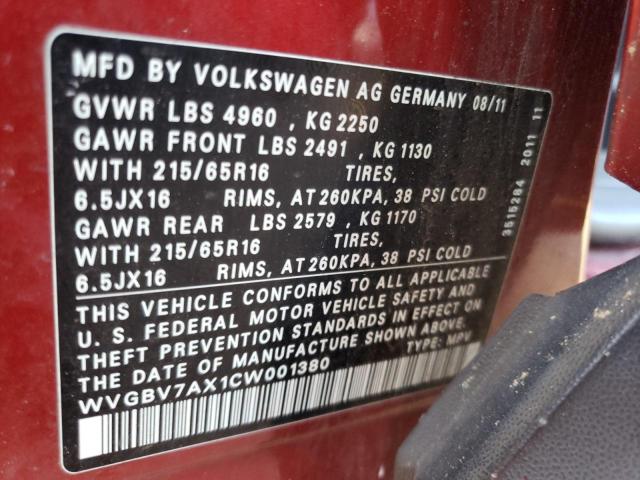 MFD BY VOLKSWAGEN AG GERMANY 08/11
GVWR LBS 4960 , KG 2250
GAWR FRONT LBS 2491 , KG 1130
WITH 215/65R16 TIRES,
6.5JX16 RIMS, AT 260KPA, 38 PSI COLD
GAWR REAR LBS 2579 , KG 1170
WITH 215/65R16 TIRES,
6.5JX16 RIMS, AT 260KPA, 38 PSI COLD
THIS VEHICLE CONFORMS TO ALL APPLICABLE
U. S. FEDERAL MOTOR VEHICLE SAFETY AND
THEFT PREVENTION STANDARDS IN EFFECT ON
THE DATE OF MANUFACTURE SHOWN ABOVE.
WVGBV7AX1CW001380 TYPE: MPV
3515284 2011 11